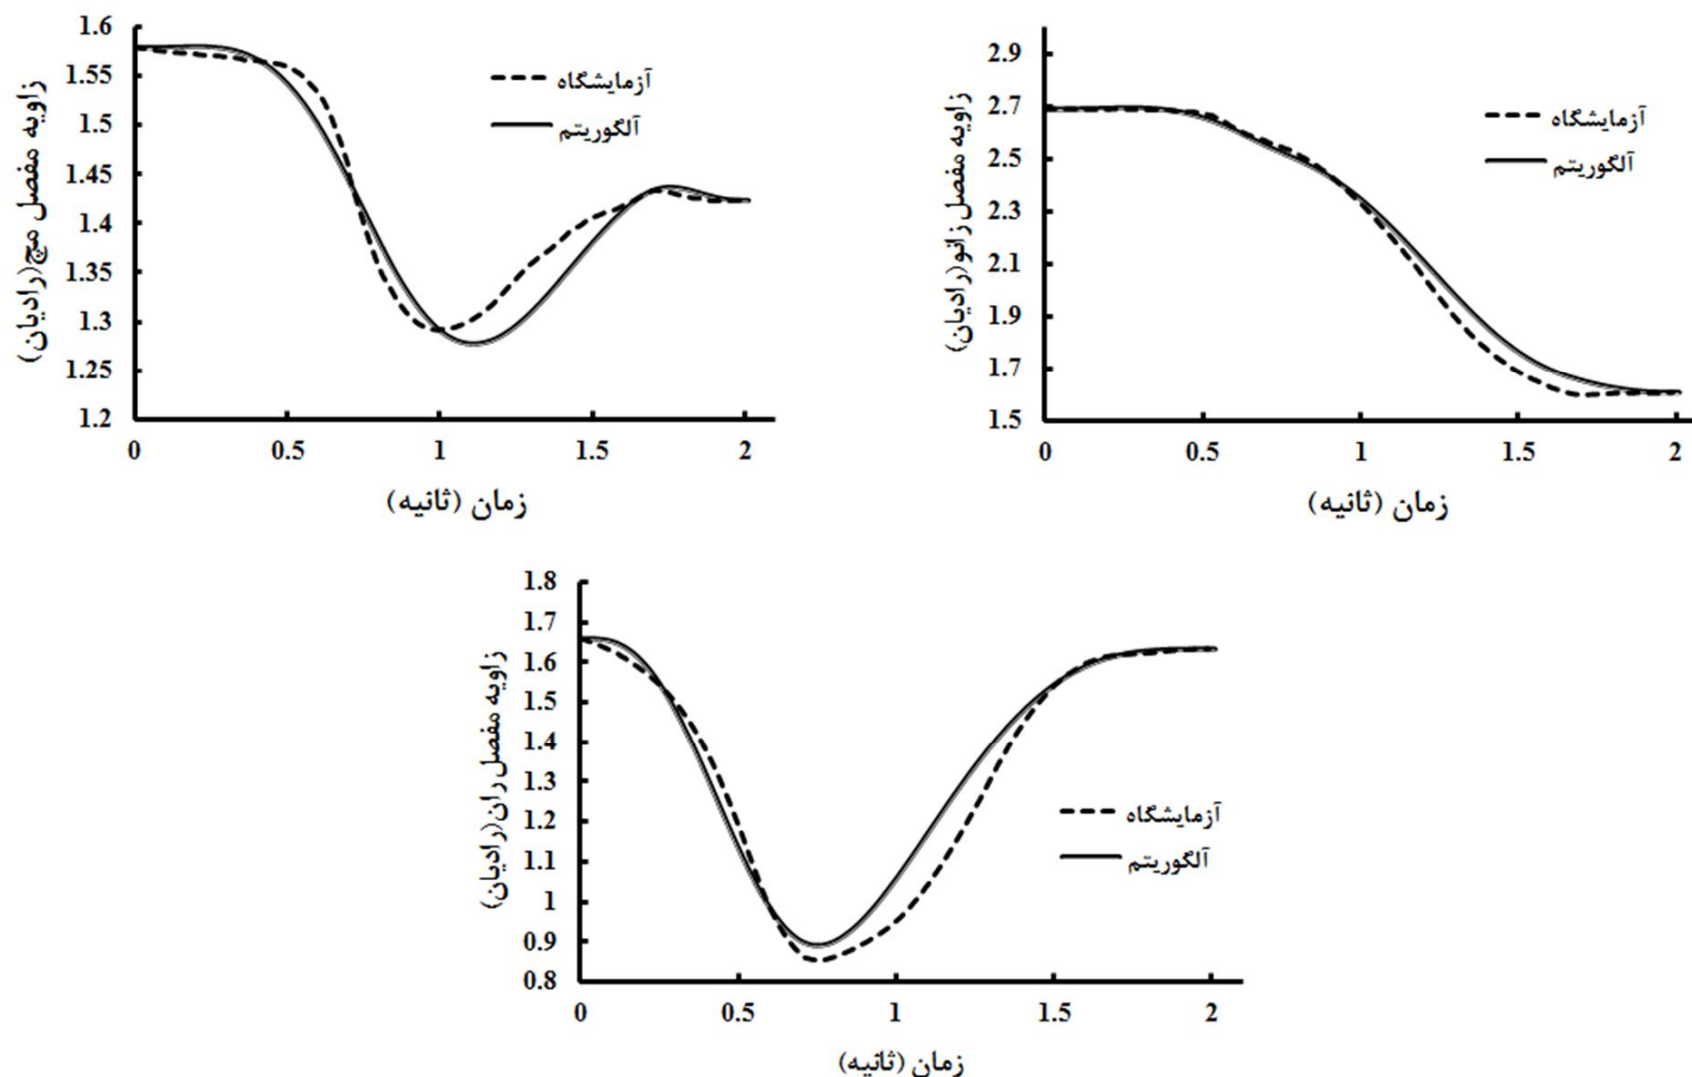 زاویه مفصل مچ(رادیان)
1.6
1.55
1.5
1.45
1.4
1.35
1.3
1.25
1.2
0 0.5 1 1.5 2
زمان (ثانیه)
آزمایشگاه
آلگوریتم
زاویه مفصل زانو(رادیان)
2.9
2.7
2.5
2.3
2.1
1.9
1.7
1.5
0 0.5 1 1.5 2
زمان (ثانیه)
آزمایشگاه
آلگوریتم
زاویه مفصل ران(رادیان)
1.8
1.7
1.6
1.5
1.4
1.3
1.2
1.1
1
0.9
0.8
0 0.5 1 1.5 2
زمان (ثانیه)
آزمایشگاه
آلگوریتم